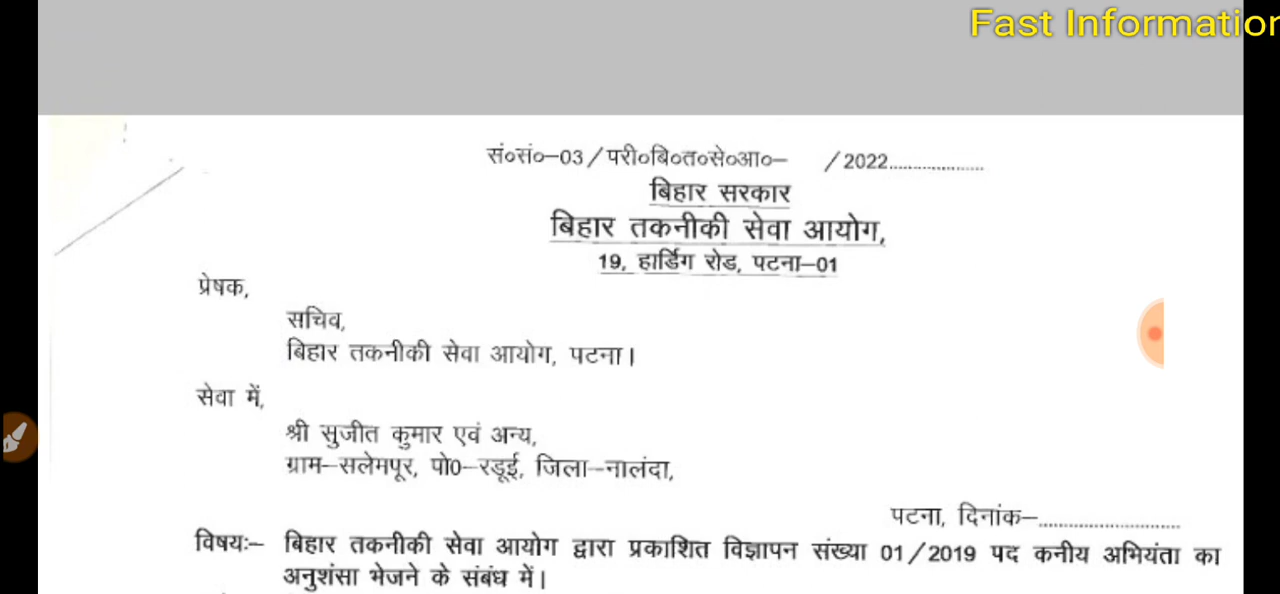 Fast Information
सं०सं०–03/परी०बि०त०से०आ०– /2022....................
बिहार सरकार
बिहार तकनीकी सेवा आयोग,
19, हार्डिग रोड, पटना–01
प्रेषक,
सचिव,
बिहार तकनीकी सेवा आयोग, पटना।
सेवा में,
श्री सुजीत कुमार एवं अन्य,
ग्राम–सलेमपूर, पो0–रडूई, जिला–नालंदा,
पटना, दिनांक–............................
विषयः– बिहार तकनीकी सेवा आयोग द्वारा प्रकाशित विज्ञापन संख्या 01/2019 पद कनीय अभियंता का
अनुशंसा भेजने के संबंध में।